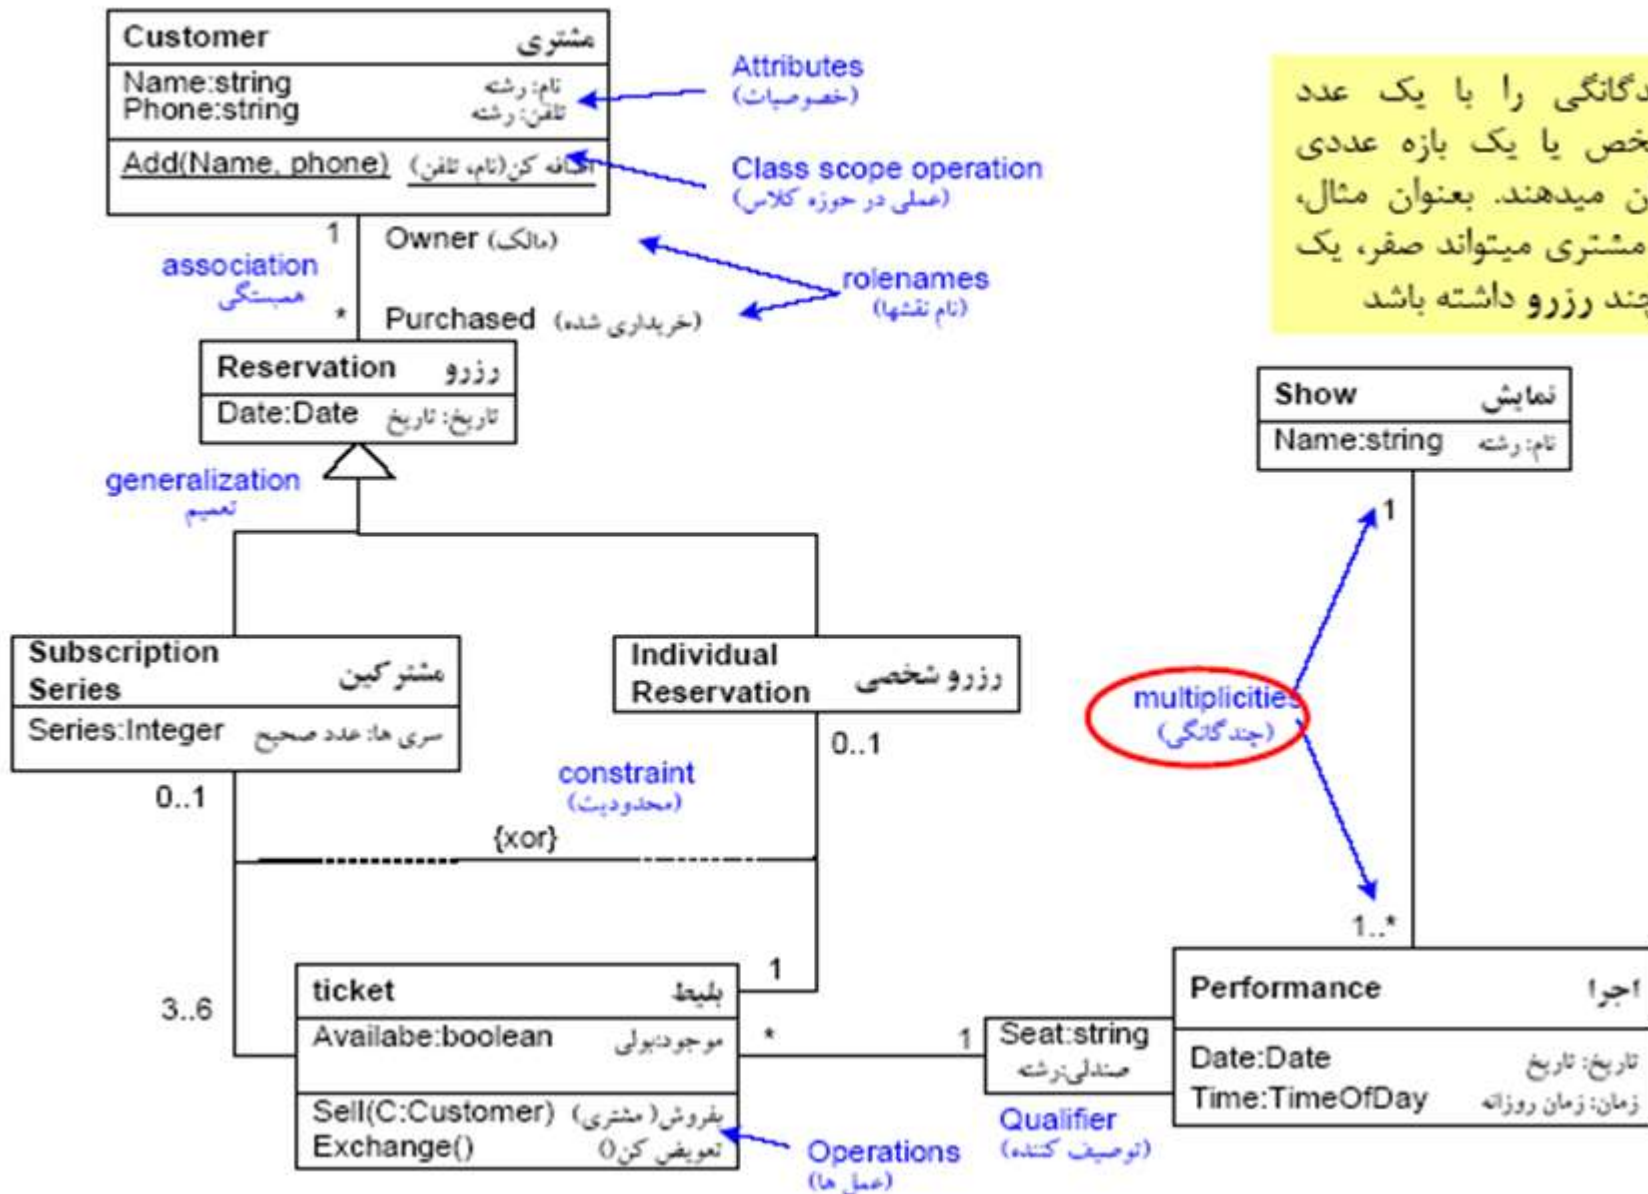 Customer مشتری
Name:string نام: رشته
Phone:string تلفن: رشته
Add(Name, phone) اضافه کن(نام، تلفن)
Attributes
(خصوصیات)
Class scope operation
(عملی در حوزه کلاس)
1 Owner (مالک)
association
همبستگی
rolenames
(نام نقشها)
* Purchased (خریداری شده)
یک عدد
یا یک بازه عددی
میدهند. بعنوان مثال،
مشتری میتواند صفر، یک
رزرو داشته باشد
Reservation رزرو
Date:Date تاریخ: تاریخ
generalization
تعمیم
Show نمایش
Name:string نام: رشته
1
Subscription
Series مشترکین
Series:Integer سری ها: عدد صحیح
Individual
Reservation رزرو شخصی
multiplicities
(چندگانگی)
0..1
0..1
constraint
(محدودیت)
{xor}
1..*
3..6
1
ticket بلیط
Availabe:boolean موجود:بولی
Sell(C:Customer) بفروش( مشتری)
Exchange() تعویض کن()
Operations
(عمل ها)
* 1
Seat:string
صندلی:رشته
Qualifier
(توصیف کننده)
Performance اجرا
Date:Date تاریخ: تاریخ
Time:TimeOfDay زمان: زمان روزانه